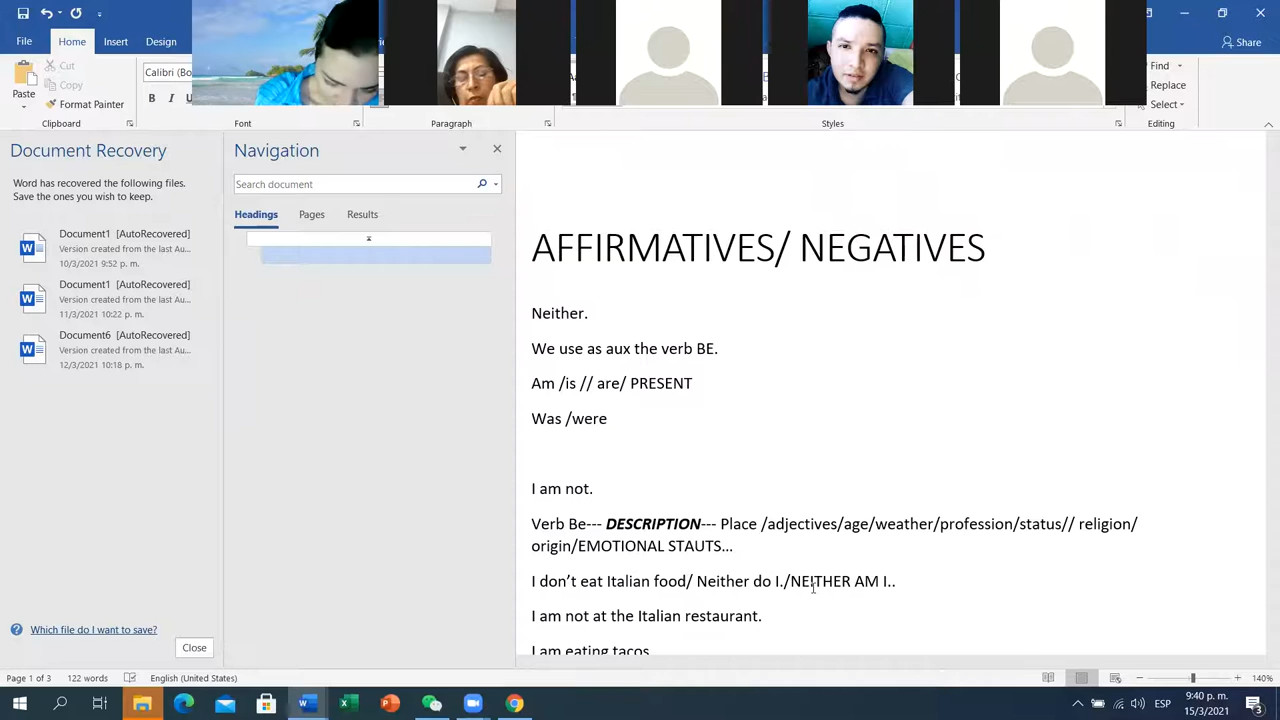 File Home Insert Design Share
Cut Find
Calibri (Bo
Copy Replace
Paste
Format Painter B I U Select
Clipboard Font Paragraph Styles Editing
Document Recovery Navigation
Word has recovered the following files. Search document
Save the ones you wish to keep.
Headings Pages Results
Document1 [AutoRecovered]
Version created from the last Au...
10/3/2021 9:52 p. m.
Document1 [AutoRecovered]
Version created from the last Au...
11/3/2021 10:22 p. m.
Document6 [AutoRecovered]
Version created from the last Au...
12/3/2021 10:18 p. m.
Which file do I want to save?
Close
AFFIRMATIVES/ NEGATIVES
Neither.
We use as aux the verb BE.
Am /is // are/ PRESENT
Was /were
I am not.
Verb Be--- DESCRIPTION--- Place /adjectives/age/weather/profession/status// religion/
origin/EMOTIONAL STAUTS...
I don't eat Italian food/ Neither do I./NEITHER AM I..
I am not at the Italian restaurant.
I am eating tacos
Page 1 of 3 122 words English (United States) 140%
ESP 9:40 p. m.
15/3/2021
3